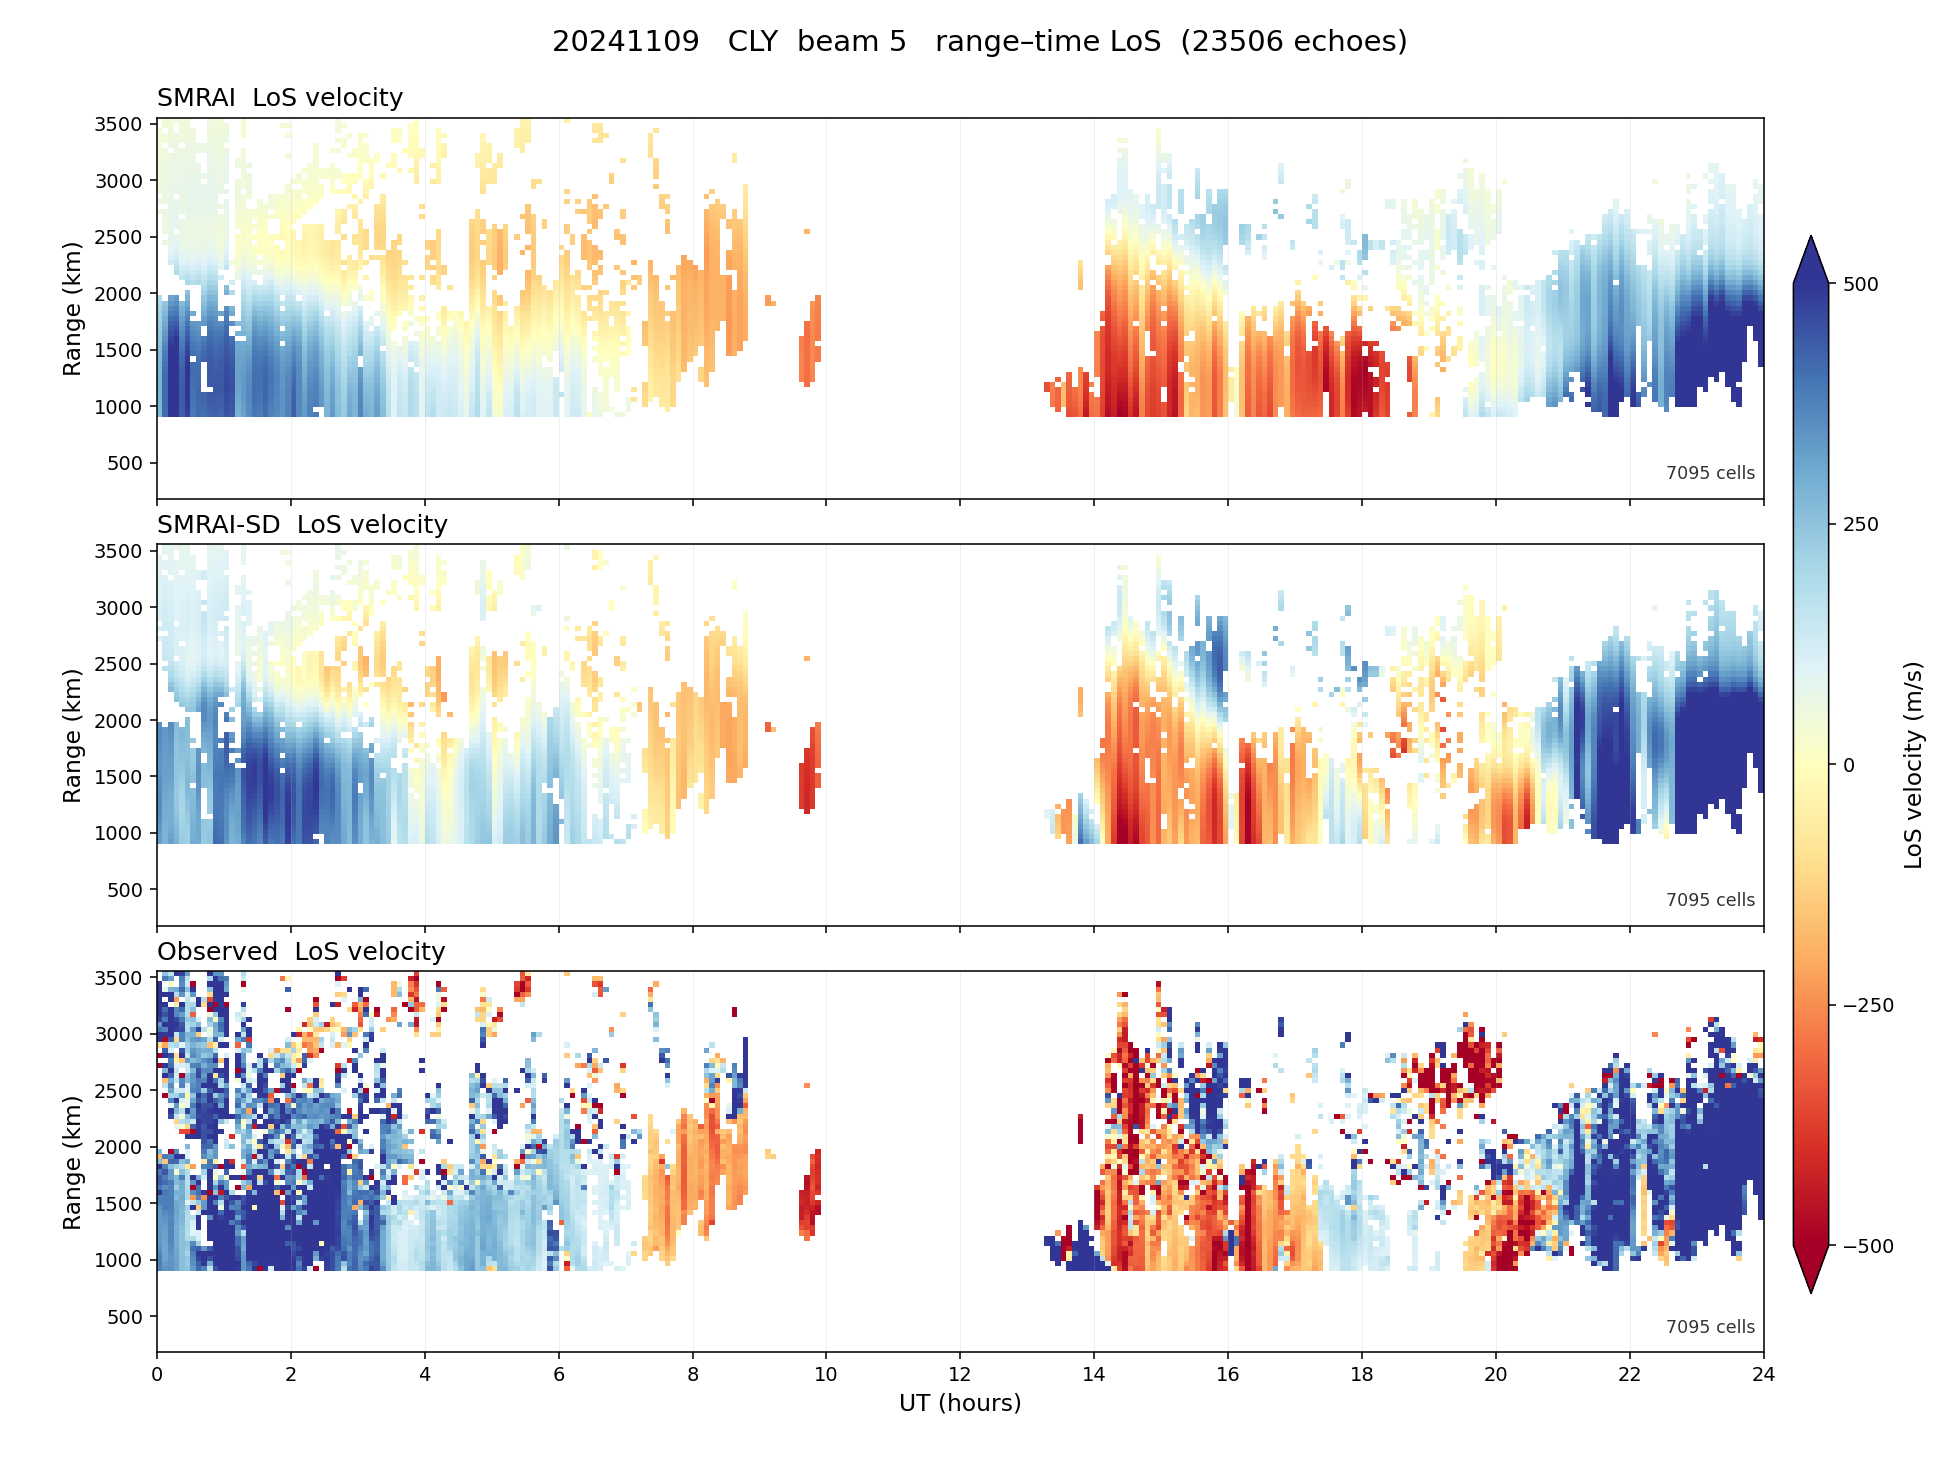 20241109   CLY  beam 5   range–time LoS  (23506 echoes)
SMRAI  LoS velocity
3500
3000
2500
2000
1500
1000
500
Range (km)
7095 cells
SMRAI-SD  LoS velocity
3500
3000
2500
2000
1500
1000
500
Range (km)
7095 cells
Observed  LoS velocity
3500
3000
2500
2000
1500
1000
500
Range (km)
7095 cells
0 2 4 6 8 10 12 14 16 18 20 22 24
UT (hours)
500
250
0
−250
−500
LoS velocity (m/s)